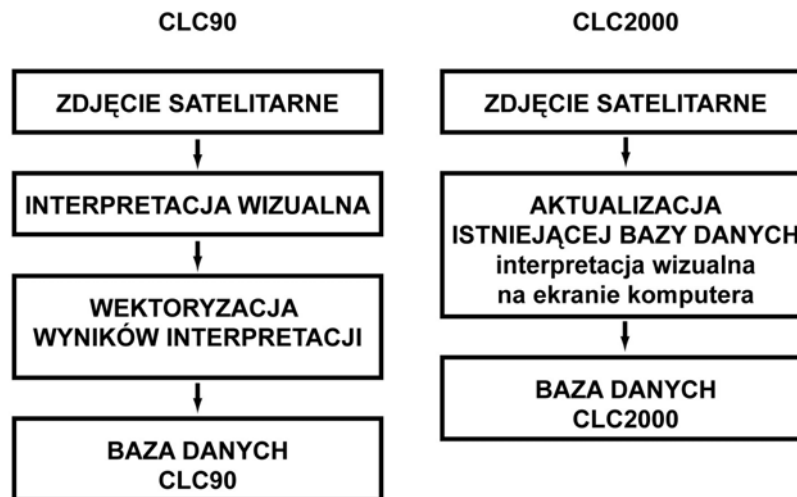 CLC90
ZDJĘCIE SATELITARNE
INTERPRETACJA WIZUALNA
WEKTORYZACJA
WYNIKÓW INTERPRETACJI
BAZA DANYCH
CLC90
CLC2000
ZDJĘCIE SATELITARNE
AKTUALIZACJA
ISTNIEJĄCEJ BAZY DANYCH
interpretacja wizualna
na ekranie komputera
BAZA DANYCH
CLC2000